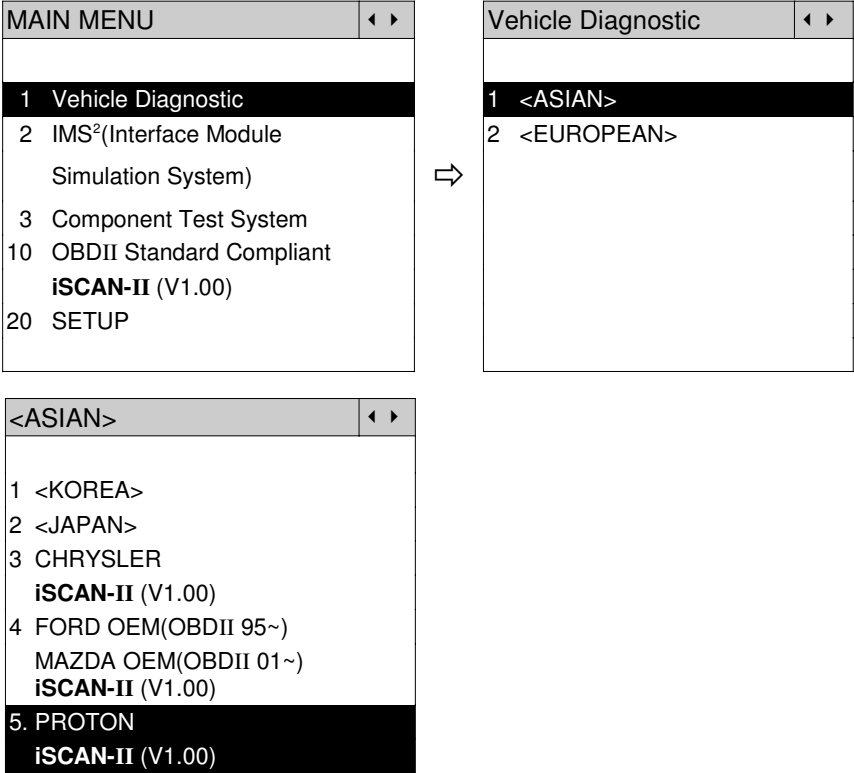 MAIN MENU
1 Vehicle Diagnostic
2 IMS²(Interface Module
Simulation System)
3 Component Test System
10 OBDII Standard Compliant
iSCAN-II (V1.00)
20 SETUP
Vehicle Diagnostic
1 <ASIAN>
2 <EUROPEAN>
<ASIAN>
1 <KOREA>
2 <JAPAN>
3 CHRYSLER
iSCAN-II (V1.00)
4 FORD OEM(OBDII 95~)
MAZDA OEM(OBDII 01~)
iSCAN-II (V1.00)
5. PROTON
iSCAN-II (V1.00)